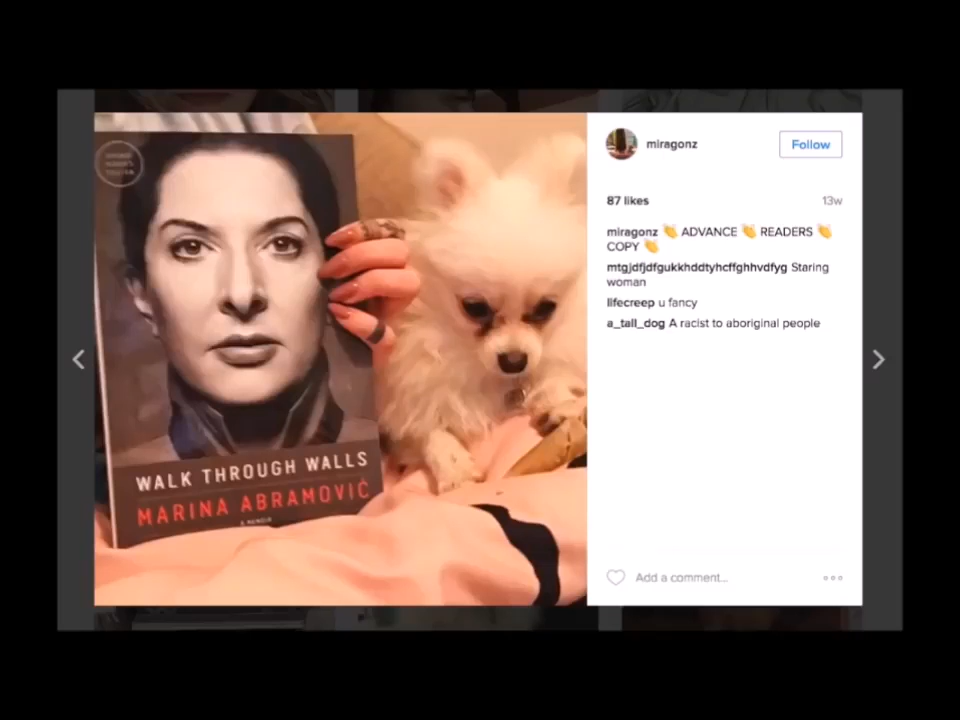 WALK THROUGH WALLS
MARINA ABRAMOVIĆ
A MEMOIR
miragonz
Follow
87 likes
13w
miragonz 👏 ADVANCE 👏 READERS 👏
COPY 👏
mtgjdfjdfgukkhddtyhcffghhvdfyg Staring
woman
lifecreep u fancy
a_tall_dog A racist to aboriginal people
Add a comment...